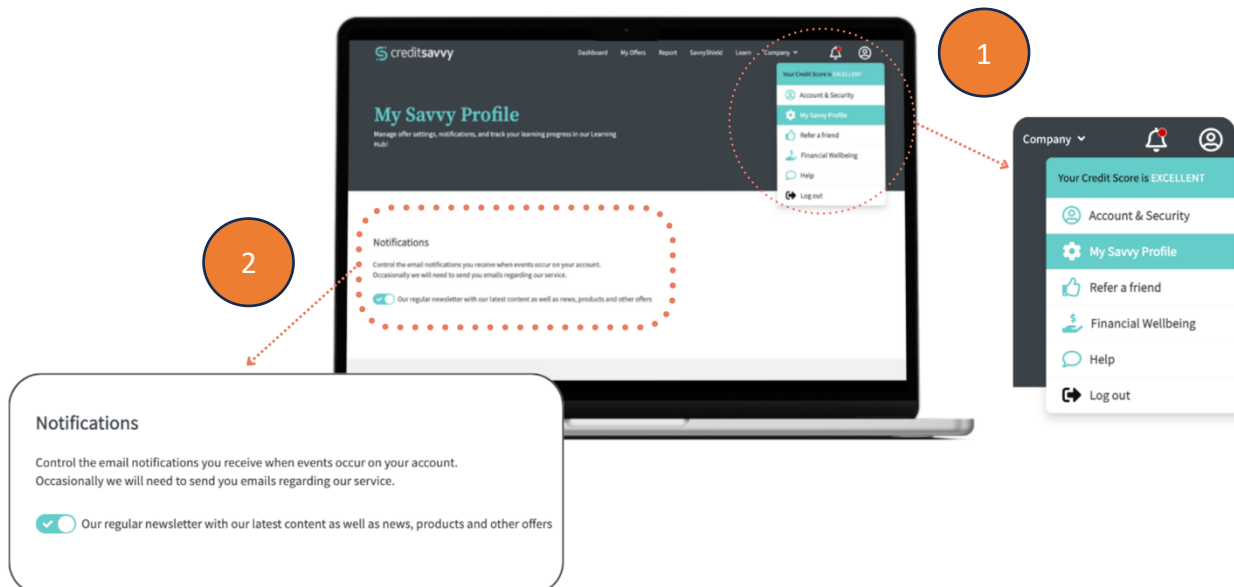 creditsavvy
Dashboard My Offers Report SavvyShield Learn Company
Your Credit Score is EXCELLENT
Account & Security
My Savvy Profile
Refer a friend
Financial Wellbeing
Help
Log out
My Savvy Profile
Manage offer settings, notifications, and track your learning progress in our Learning
Hub!
Notifications
Control the email notifications you receive when events occur on your account.
Occasionally we will need to send you emails regarding our service.
Our regular newsletter with our latest content as well as news, products and other offers
1
Company
Your Credit Score is EXCELLENT
Account & Security
My Savvy Profile
Refer a friend
Financial Wellbeing
Help
Log out
2
Notifications
Control the email notifications you receive when events occur on your account.
Occasionally we will need to send you emails regarding our service.
Our regular newsletter with our latest content as well as news, products and other offers